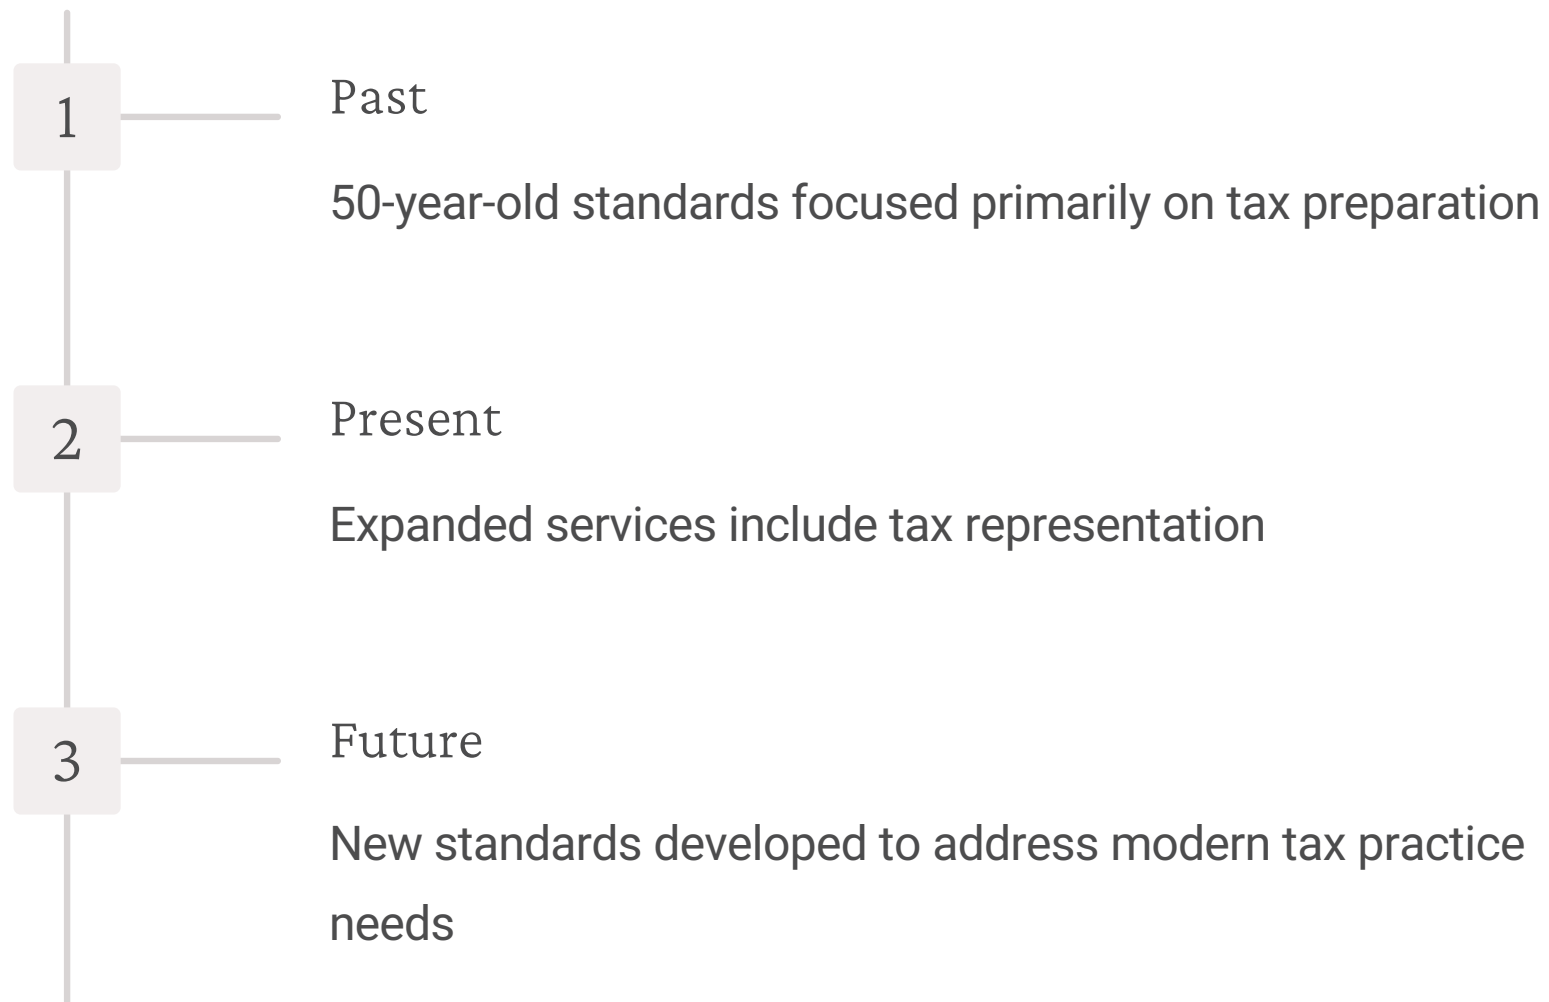 1
Past
50-year-old standards focused primarily on tax preparation
2
Present
Expanded services include tax representation
3
Future
New standards developed to address modern tax practice
needs